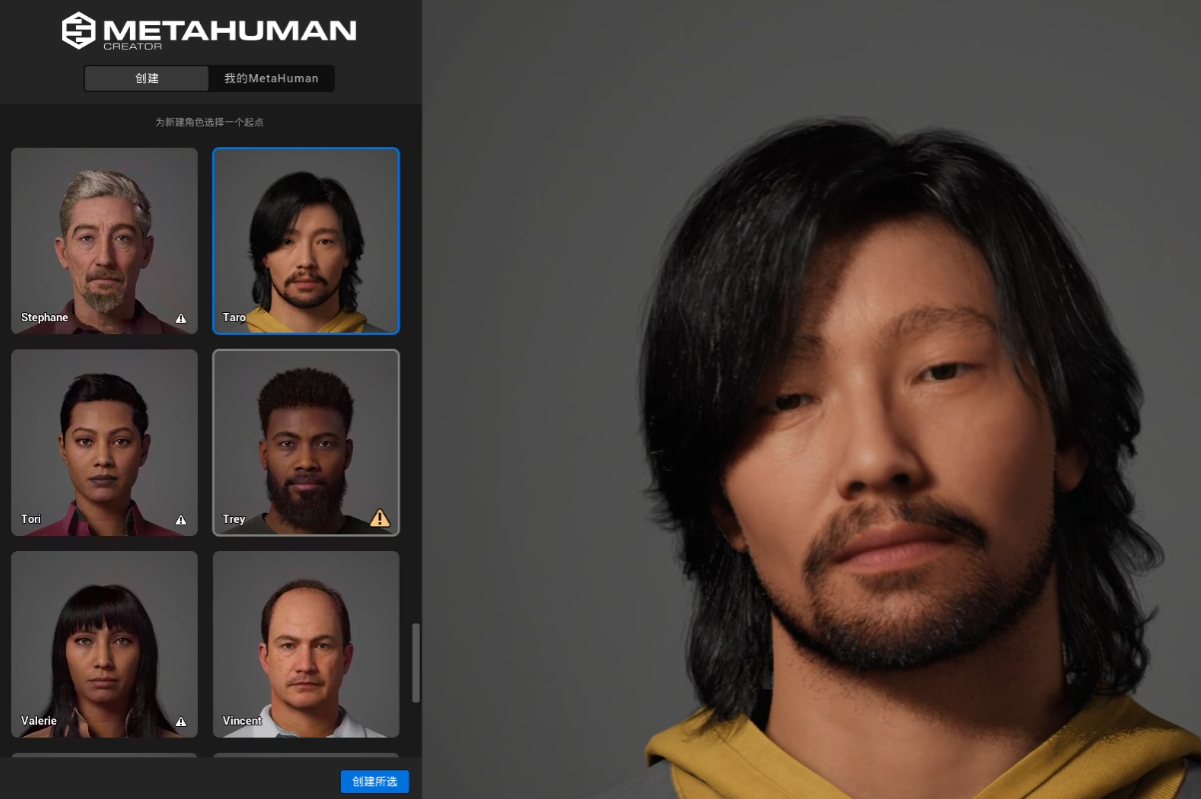 METAHUMAN
CREATOR
创建
我的MetaHuman
为新建角色选择一个起点
Stephane
Taro
Tori
Trey
Valerie
Vincent
创建所选